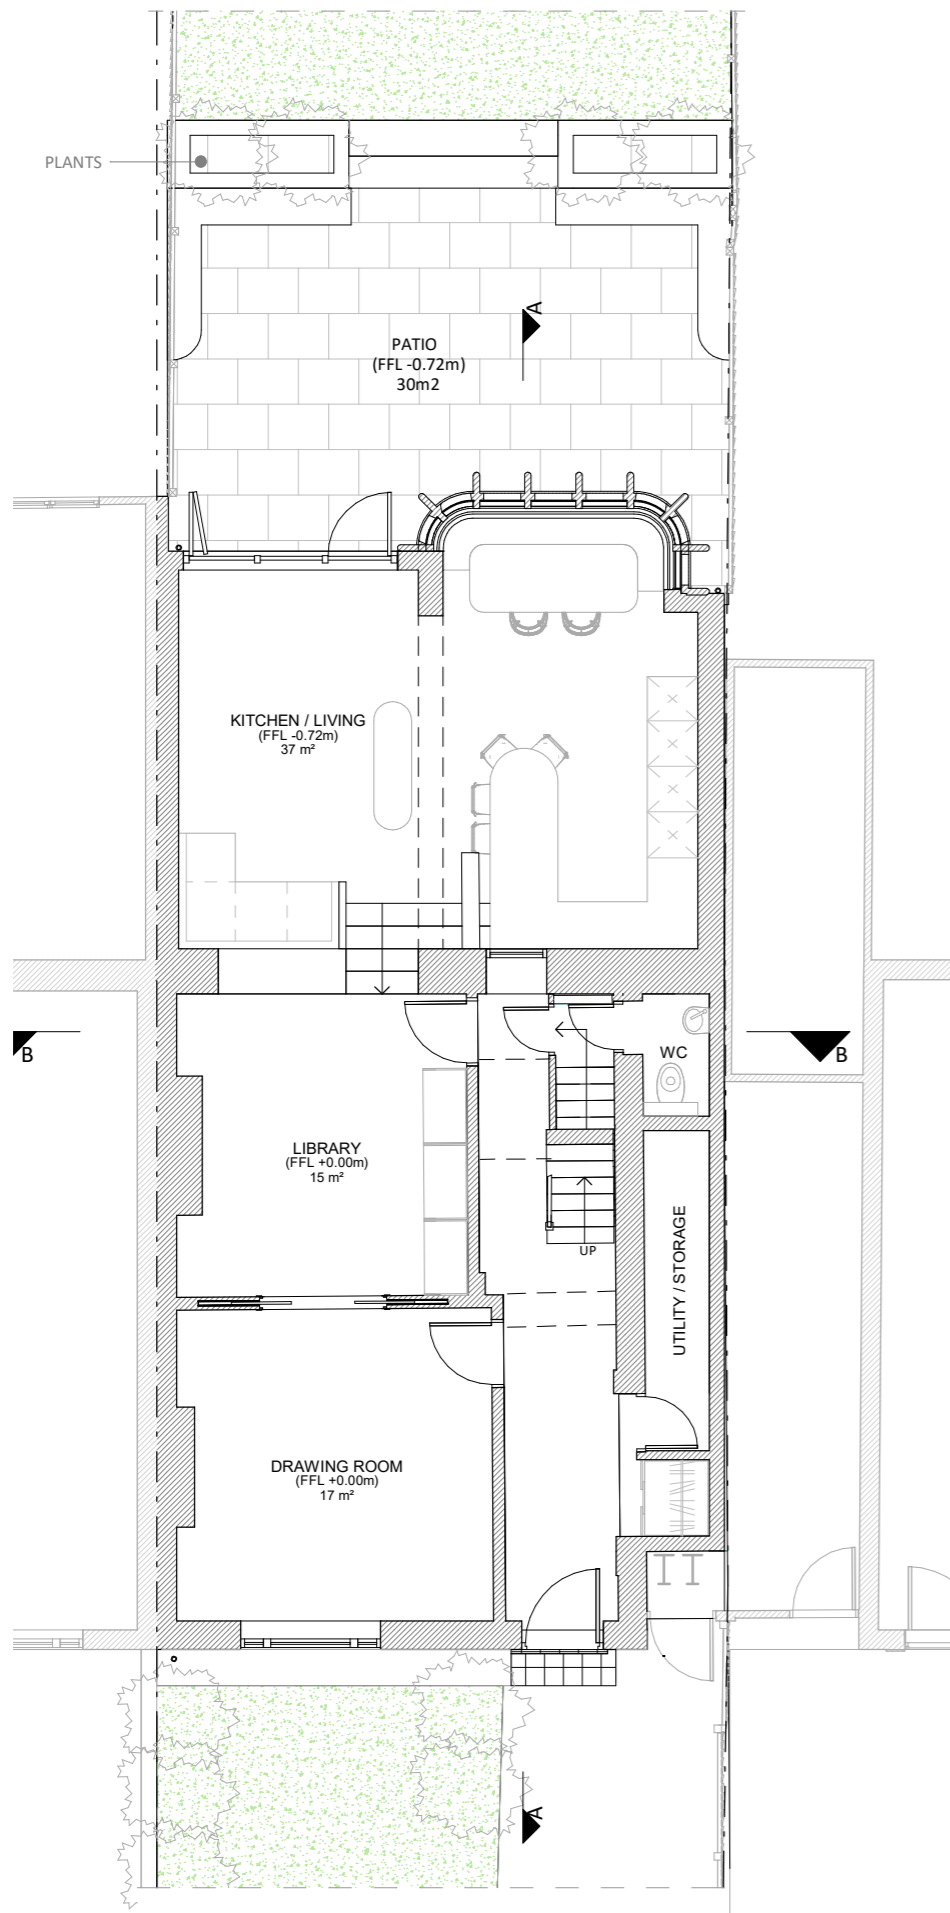 PLANTS
A
PATIO
(FFL -0.72m)
30m2
KITCHEN / LIVING
(FFL -0.72m)
37 m²
B
WC
B
LIBRARY
(FFL +0.00m)
15 m²
UP
UTILITY / STORAGE
DRAWING ROOM
(FFL +0.00m)
17 m²
A